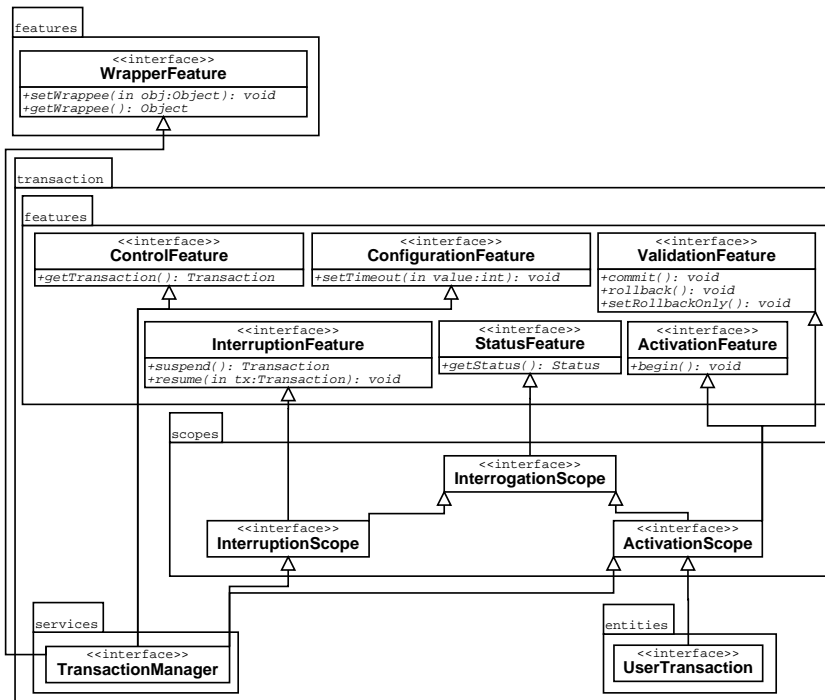 features
<<interface>>
WrapperFeature
+setWrappee(in obj:Object): void
+getWrappee(): Object
transaction
features
<<interface>>
ControlFeature
+getTransaction(): Transaction
<<interface>>
ConfigurationFeature
+setTimeout(in value:int): void
<<interface>>
ValidationFeature
+commit(): void
+rollback(): void
+setRollbackOnly(): void
<<interface>>
InterruptionFeature
+suspend(): Transaction
+resume(in tx:Transaction): void
<<interface>>
StatusFeature
+getStatus(): Status
<<interface>>
ActivationFeature
+begin(): void
scopes
<<interface>>
InterrogationScope
<<interface>>
InterruptionScope
<<interface>>
ActivationScope
services
<<interface>>
TransactionManager
entities
<<interface>>
UserTransaction